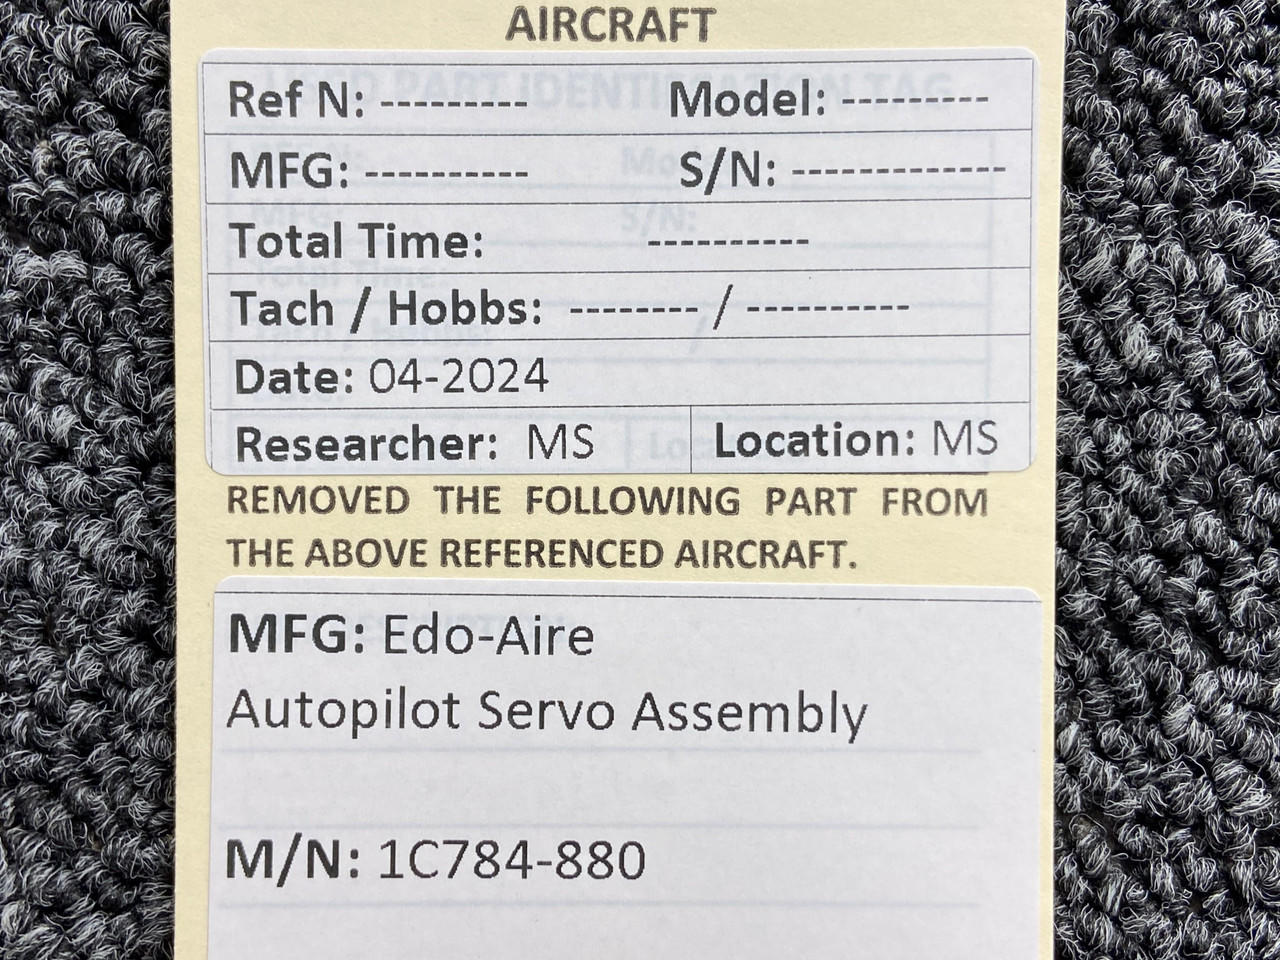 AIRCRAFT
Ref N: --------- Model: ---------
MFG: ---------- S/N: -------------
Total Time: ----------
Tach / Hobbs: -------- / ----------
Date: 04-2024
Researcher: MS Location: MS
REMOVED THE FOLLOWING PART FROM
THE ABOVE REFERENCED AIRCRAFT.
MFG: Edo-Aire
Autopilot Servo Assembly
M/N: 1C784-880